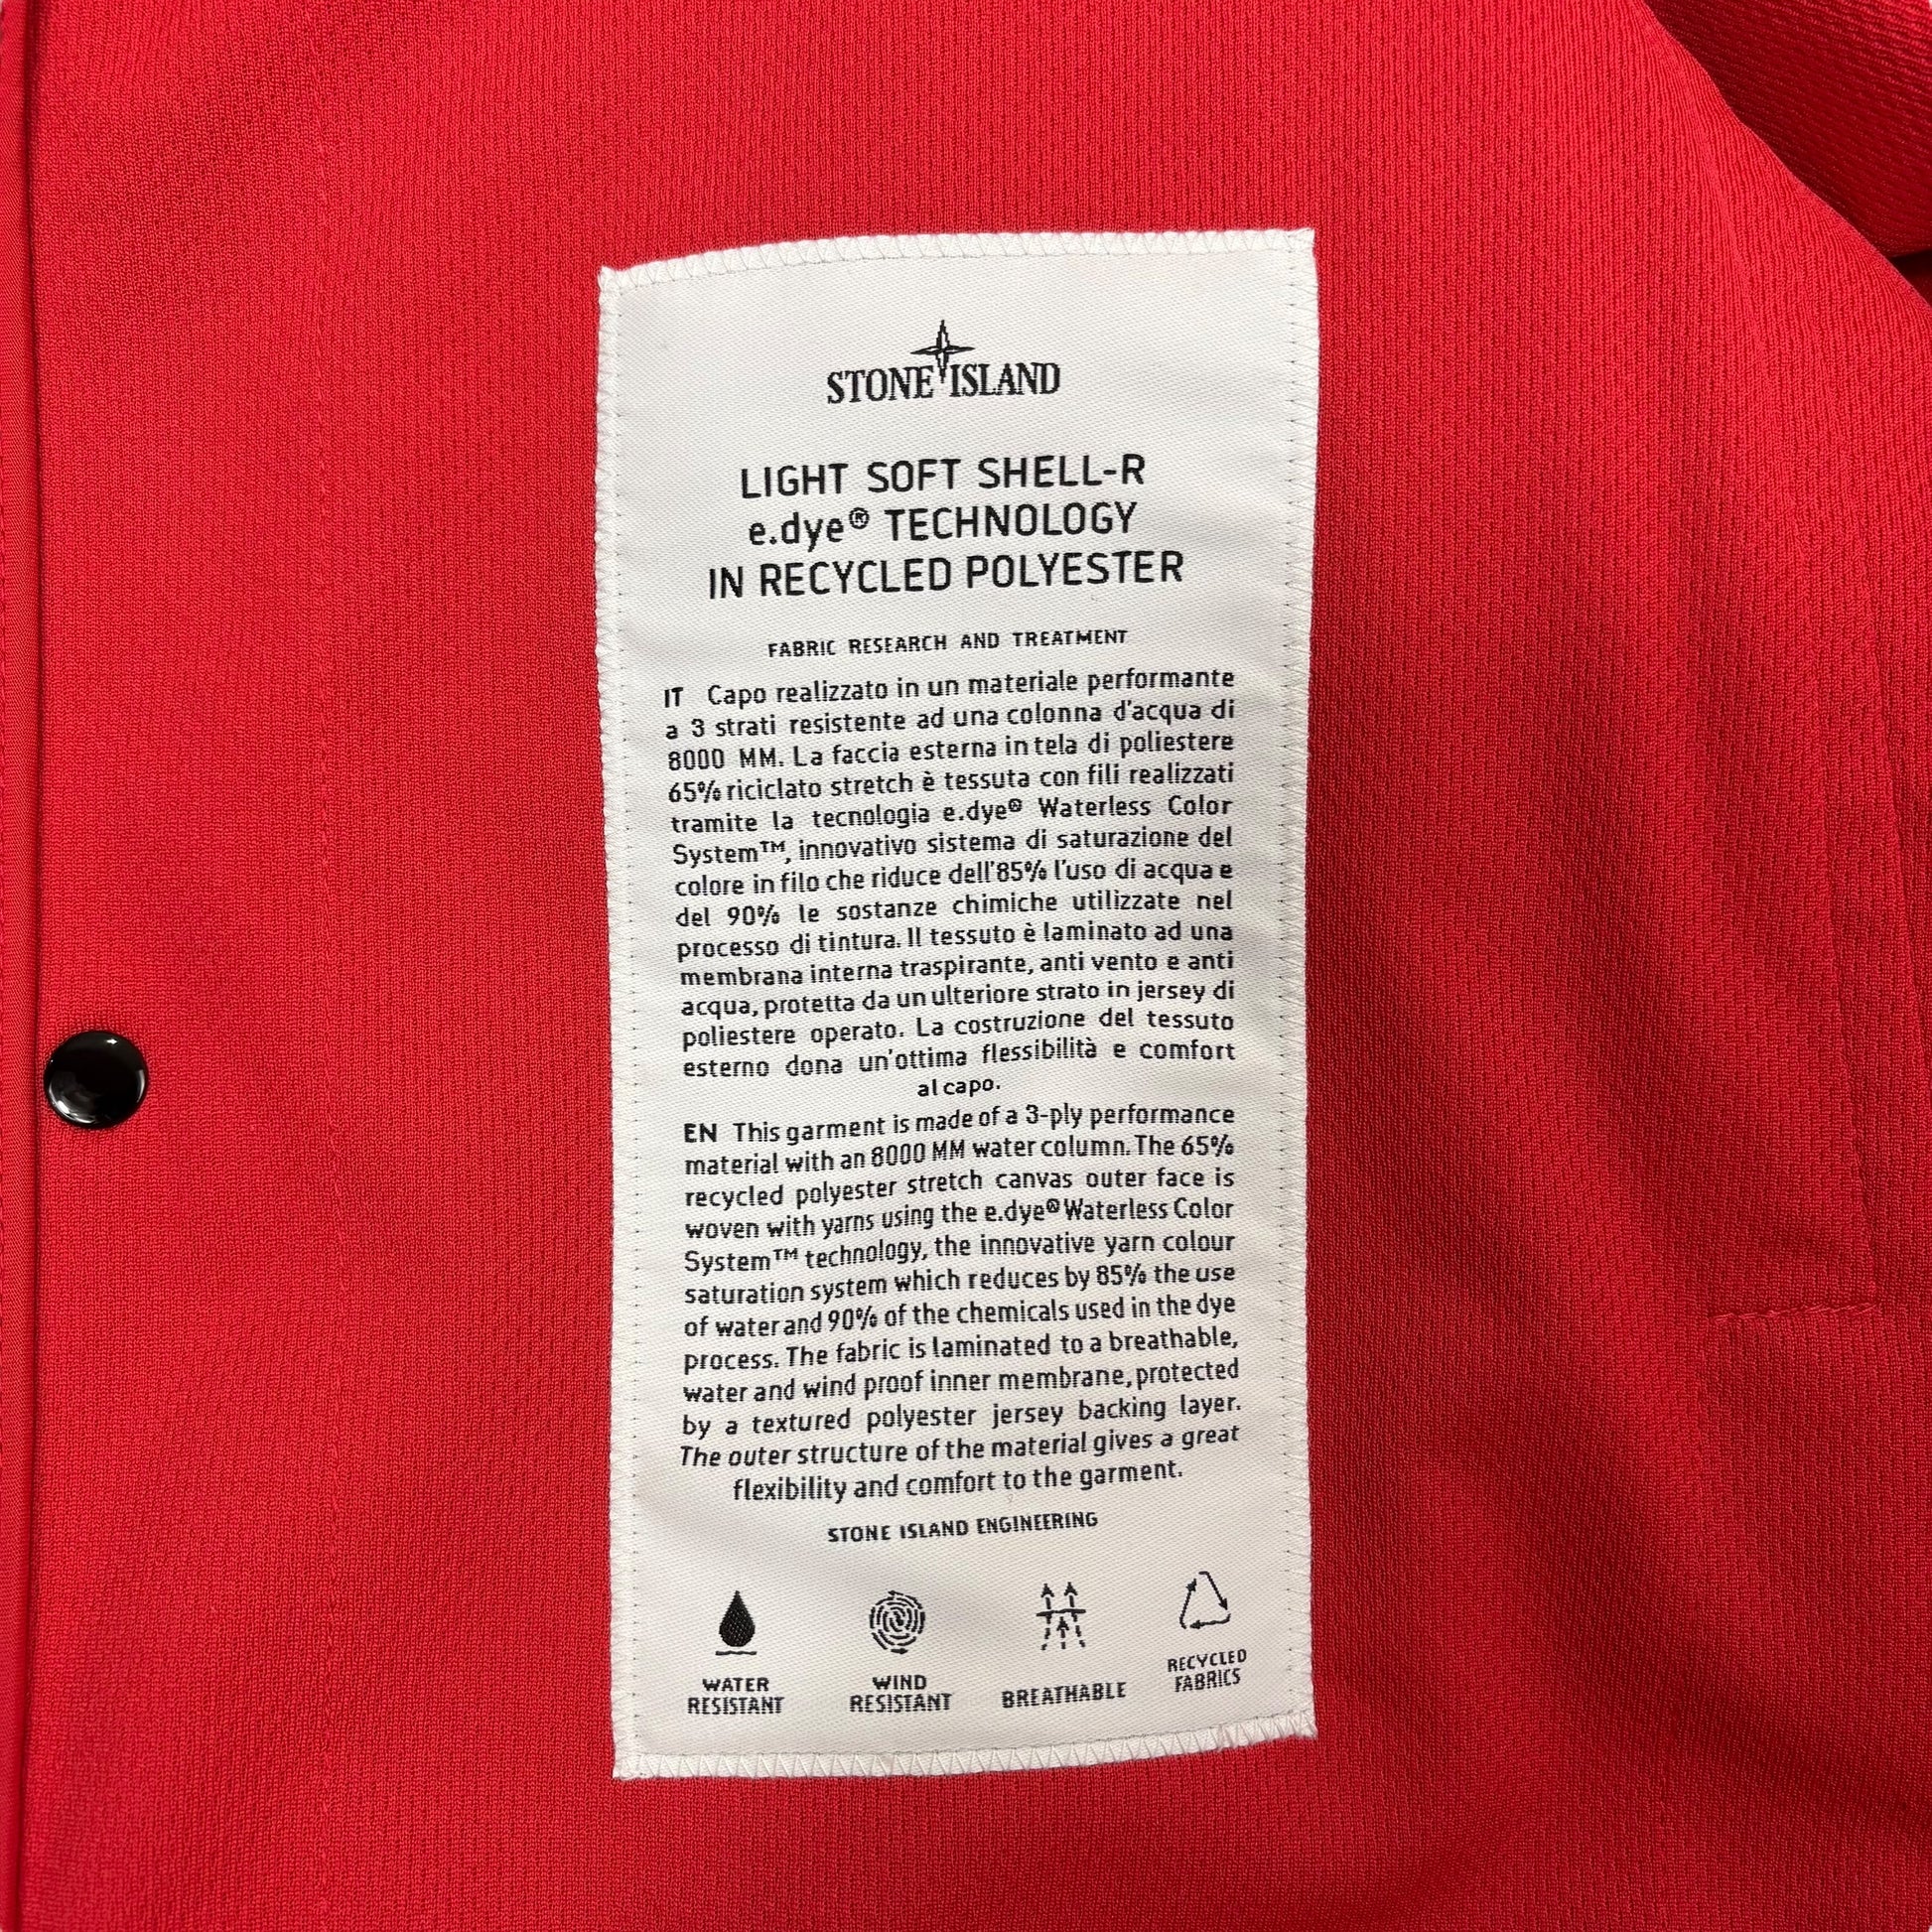 STONE ISLAND
LIGHT SOFT SHELL-R
e.dye® TECHNOLOGY
IN RECYCLED POLYESTER
FABRIC RESEARCH AND TREATMENT
IT Capo realizzato in un materiale performante
a 3 strati resistente ad una colonna d'acqua di
8000 MM. La faccia esterna in tela di poliestere
65% riciclato stretch è tessuta con fili realizzati
tramite la tecnologia e.dye® Waterless Color
System™, innovativo sistema di saturazione del
colore in filo che riduce dell'85% l'uso di acqua e
del 90% le sostanze chimiche utilizzate nel
processo di tintura. Il tessuto è laminato ad una
membrana interna traspirante, anti vento e anti
acqua, protetta da un ulteriore strato in jersey di
poliestere operato. La costruzione del tessuto
esterno dona un'ottima flessibilità e comfort
al capo.
EN This garment is made of a 3-ply performance
material with an 8000 MM water column. The 65%
recycled polyester stretch canvas outer face is
woven with yarns using the e.dye® Waterless Color
System™ technology, the innovative yarn colour
saturation system which reduces by 85% the use
of water and 90% of the chemicals used in the dye
process. The fabric is laminated to a breathable,
water and wind proof inner membrane, protected
by a textured polyester jersey backing layer.
The outer structure of the material gives a great
flexibility and comfort to the garment.
STONE ISLAND ENGINEERING
WATER
RESISTANT
WIND
RESISTANT
BREATHABLE
RECYCLED
FABRICS